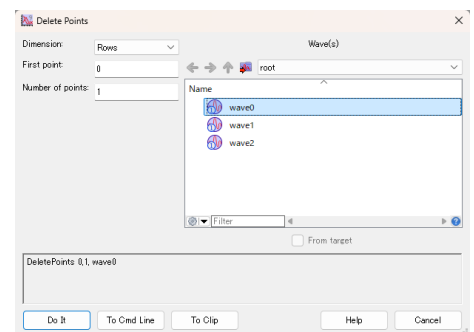 Delete Points
Dimension:
Rows
Wave(s)
First point:
0
root
Number of points:
1
Name
wave0
wave1
wave2
Filter
From target
DeletePoints 0,1, wave0
Do It
To Cmd Line
To Clip
Help
Cancel